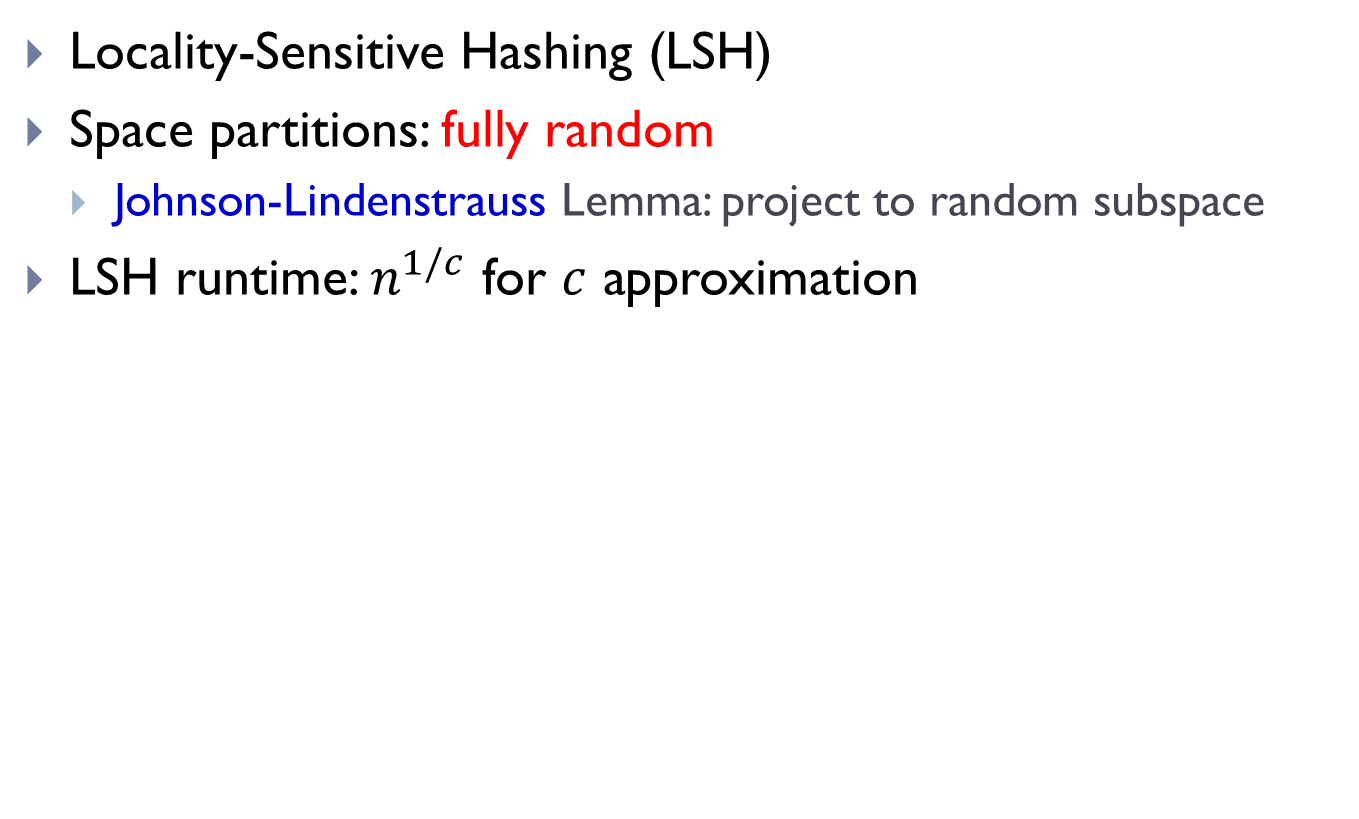 Locality-Sensitive Hashing (LSH)
Space partitions: fully random
Johnson-Lindenstrauss Lemma: project to random subspace
LSH runtime: n^{1/c} for c approximation